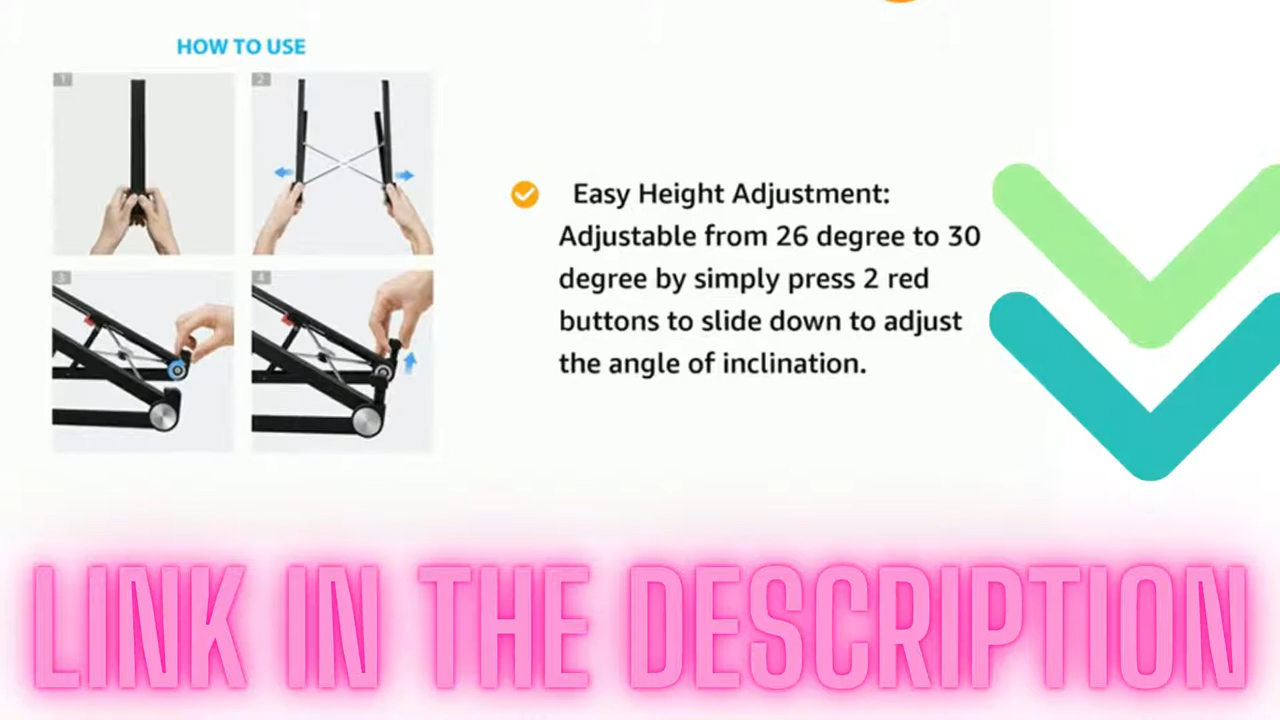 HOW TO USE
1
2
3
4
Easy Height Adjustment:
Adjustable from 26 degree to 30
degree by simply press 2 red
buttons to slide down to adjust
the angle of inclination.
LINK IN THE DESCRIPTION